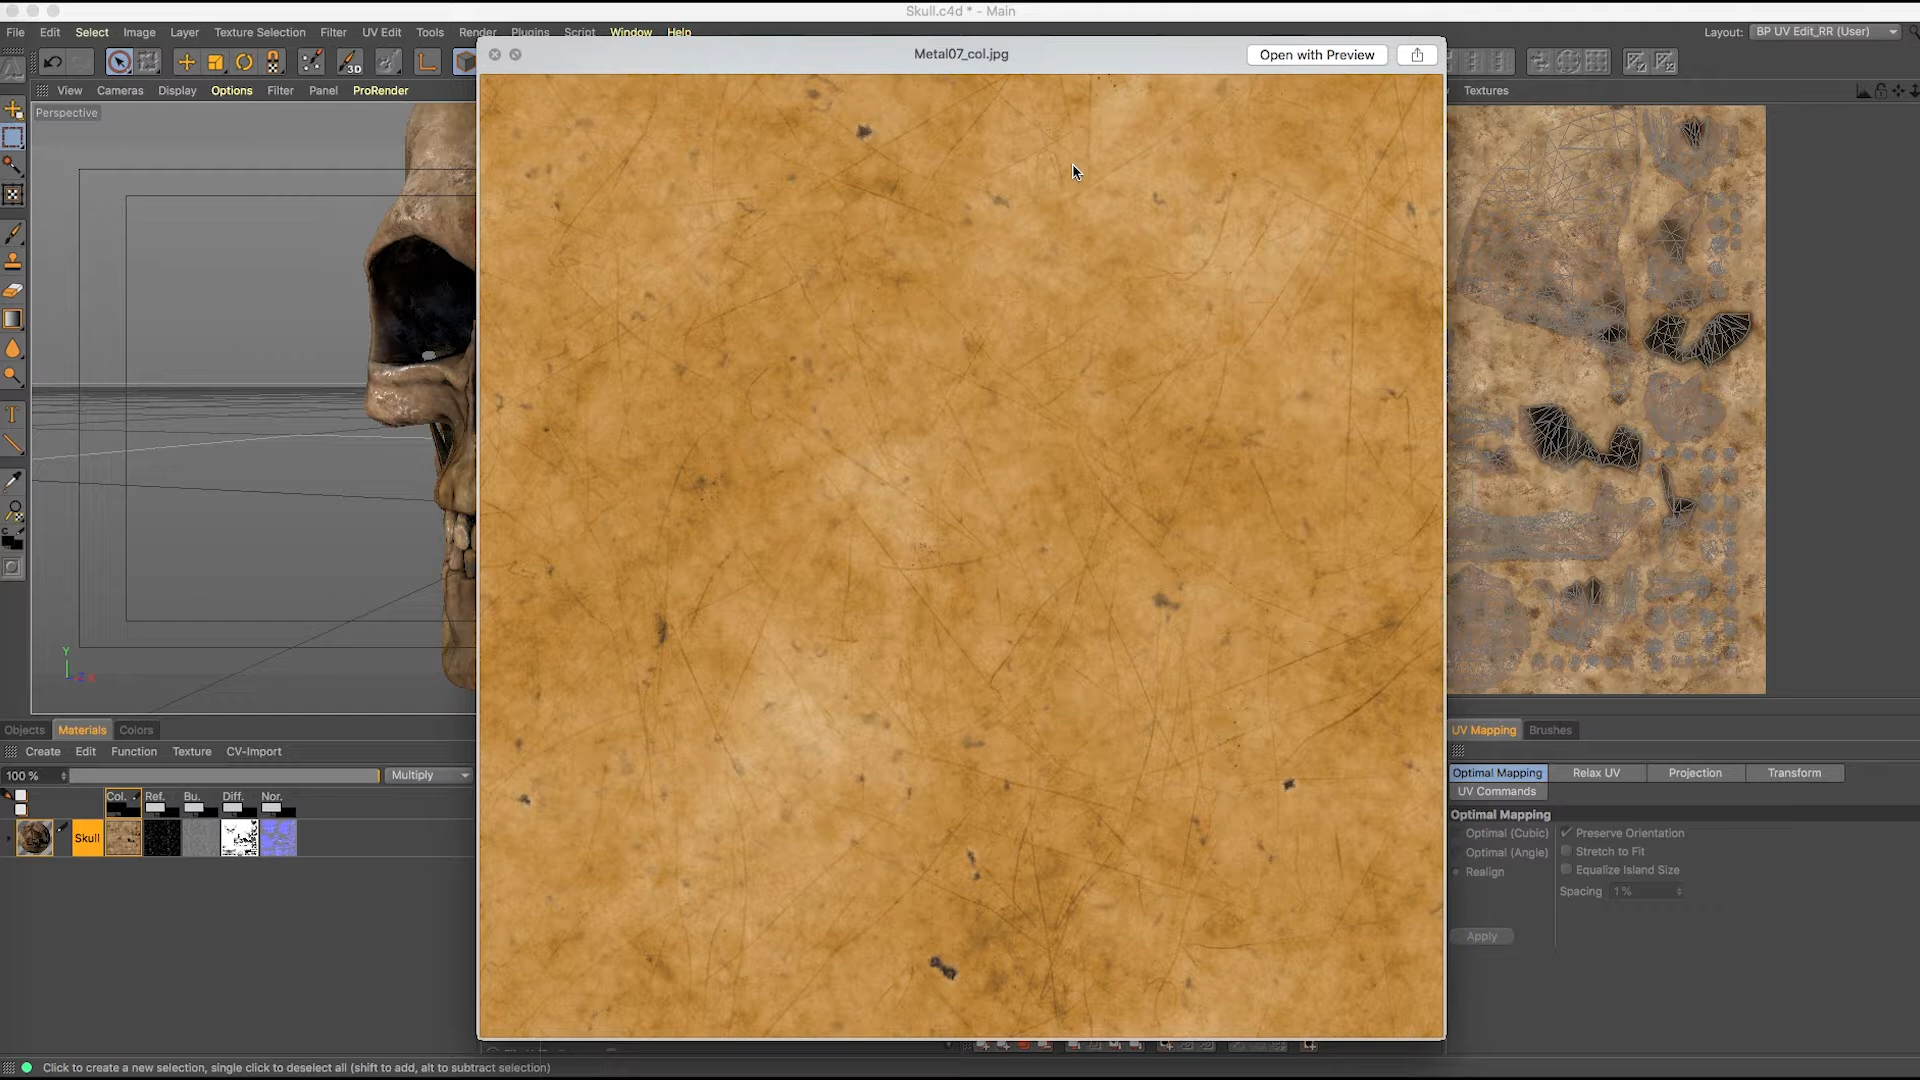 Skull.c4d * - Main
File Edit Select Image Layer Texture Selection Filter UV Edit Tools Render Plugins Script Window Help
Layout: BP UV Edit_RR (User)
Metal07_col.jpg
Open with Preview
3D
View Cameras Display Options Filter Panel ProRender
Textures
Perspective
Y
Objects Materials Colors
Create Edit Function Texture CV-Import
100 % Multiply
Col. Ref. Bu. Diff. Nor.
Skull
UV Mapping Brushes
Optimal Mapping Relax UV Projection Transform
UV Commands
Optimal Mapping
Optimal (Cubic) Preserve Orientation
Optimal (Angle) Stretch to Fit
Realign Equalize Island Size
Spacing 1 %
Apply
Click to create a new selection, single click to deselect all (shift to add, alt to subtract selection)